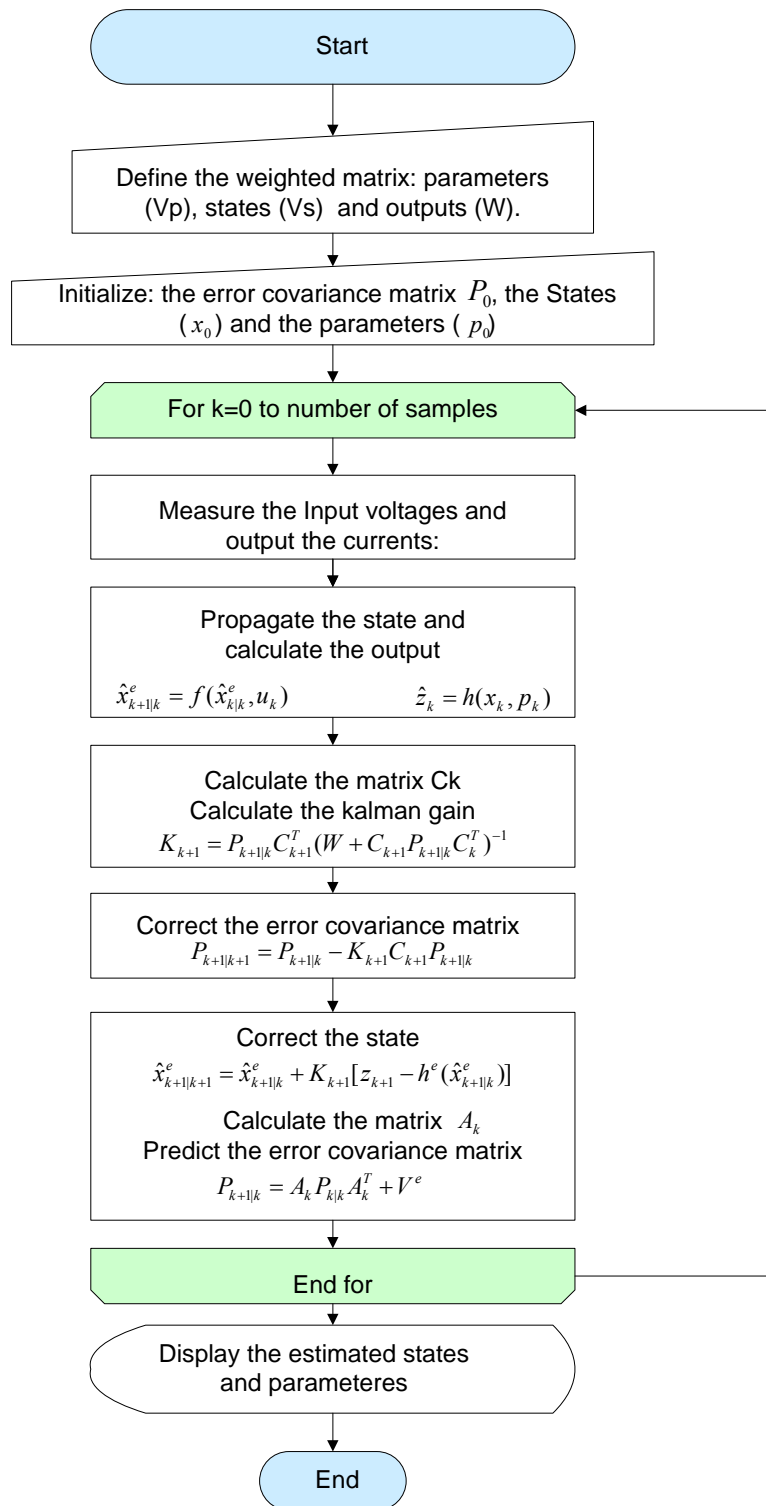 Start
Define the weighted matrix: parameters
(Vp), states (Vs) and outputs (W).
Initialize: the error covariance matrix P₀, the States
( x₀) and the parameters ( p₀)
For k=0 to number of samples
Measure the Input voltages and
output the currents:
Propagate the state and
calculate the output
x̂ᵉ_{k+1|k} = f(x̂ᵉ_{k|k}, u_k) ẑ_k = h(x_k, p_k)
Calculate the matrix Ck
Calculate the kalman gain
K_{k+1} = P_{k+1|k} C^T_{k+1} (W + C_{k+1} P_{k+1|k} C^T_k)^{-1}
Correct the error covariance matrix
P_{k+1|k+1} = P_{k+1|k} − K_{k+1} C_{k+1} P_{k+1|k}
Correct the state
x̂ᵉ_{k+1|k+1} = x̂ᵉ_{k+1|k} + K_{k+1}[z_{k+1} − hᵉ(x̂ᵉ_{k+1|k})]
Calculate the matrix A_k
Predict the error covariance matrix
P_{k+1|k} = A_k P_{k|k} A^T_k + Vᵉ
End for
Display the estimated states
and parameteres
End